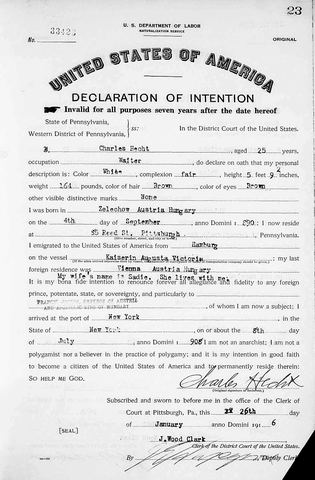 23
U. S. DEPARTMENT OF LABOR
NATURALIZATION SERVICE
No. 33423
ORIGINAL
UNITED STATES OF AMERICA
DECLARATION OF INTENTION
Invalid for all purposes seven years after the date hereof
State of Pennsylvania,
Western District of Pennsylvania, ss: In the District Court of the United States.
I, Charles Hecht, aged 25 years,
occupation Waiter, do declare on oath that my personal
description is: Color White, complexion fair, height 5 feet 9 inches,
weight 164 pounds, color of hair Brown, color of eyes Brown
other visible distinctive marks None
I was born in Zelechow Austria Hungary
on the 4th day of September, anno Domini 1890; I now reside
at 85 Reed St. Pittsburgh, Pennsylvania.
(Give number, street, and city or town.)
I emigrated to the United States of America from Hamburg
on the vessel Kaiserin Augusta Victoria; my last
foreign residence was Vienna Austria Hungary
My wife's name is Sadie. She lives with me.
It is my bona fide intention to renounce forever all allegiance and fidelity to any foreign
prince, potentate, state, or sovereignty, and particularly to
, of whom I am now a subject; I
arrived at the port of New York, in the
State of New York, on or about the 8th day
of July, anno Domini 1908; I am not an anarchist; I am not a
polygamist nor a believer in the practice of polygamy; and it is my intention in good faith
to become a citizen of the United States of America and to permanently reside therein:
SO HELP ME GOD.
Charles Hecht
Subscribed and sworn to before me in the office of the Clerk of
Court at Pittsburgh, Pa., this 26th day
of January anno Domini 1916
[SEAL]
J. Wood Clark
Clerk of the District Court of the United States.
By Deputy Clerk